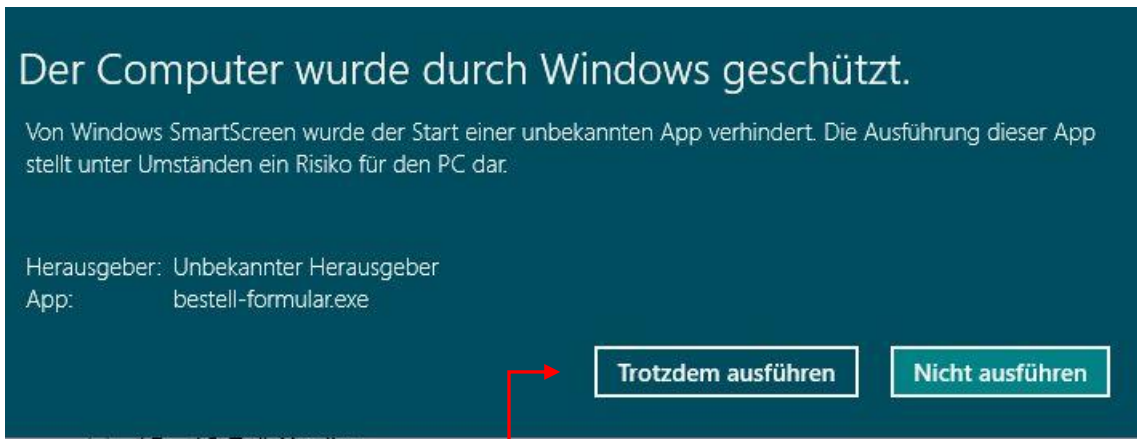 Der Computer wurde durch Windows geschützt.
Von Windows SmartScreen wurde der Start einer unbekannten App verhindert. Die Ausführung dieser App
stellt unter Umständen ein Risiko für den PC dar.
Herausgeber: Unbekannter Herausgeber
App: bestell-formular.exe
Trotzdem ausführen Nicht ausführen